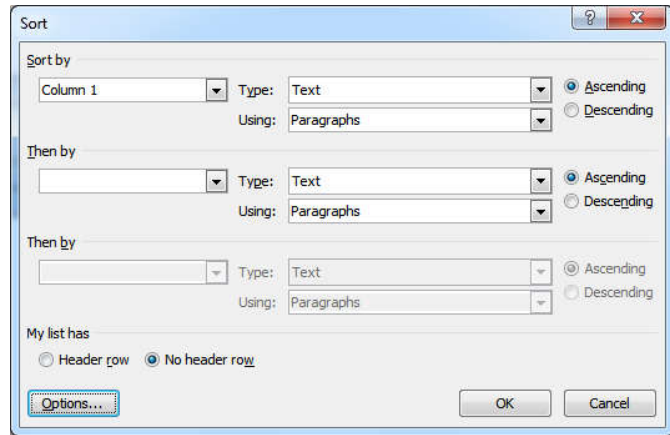 Sort
Sort by
Column 1 Type: Text Ascending
Using: Paragraphs Descending
Then by
Type: Text Ascending
Using: Paragraphs Descending
Then by
Type: Text Ascending
Using: Paragraphs Descending
My list has
Header row No header row
Options... OK Cancel